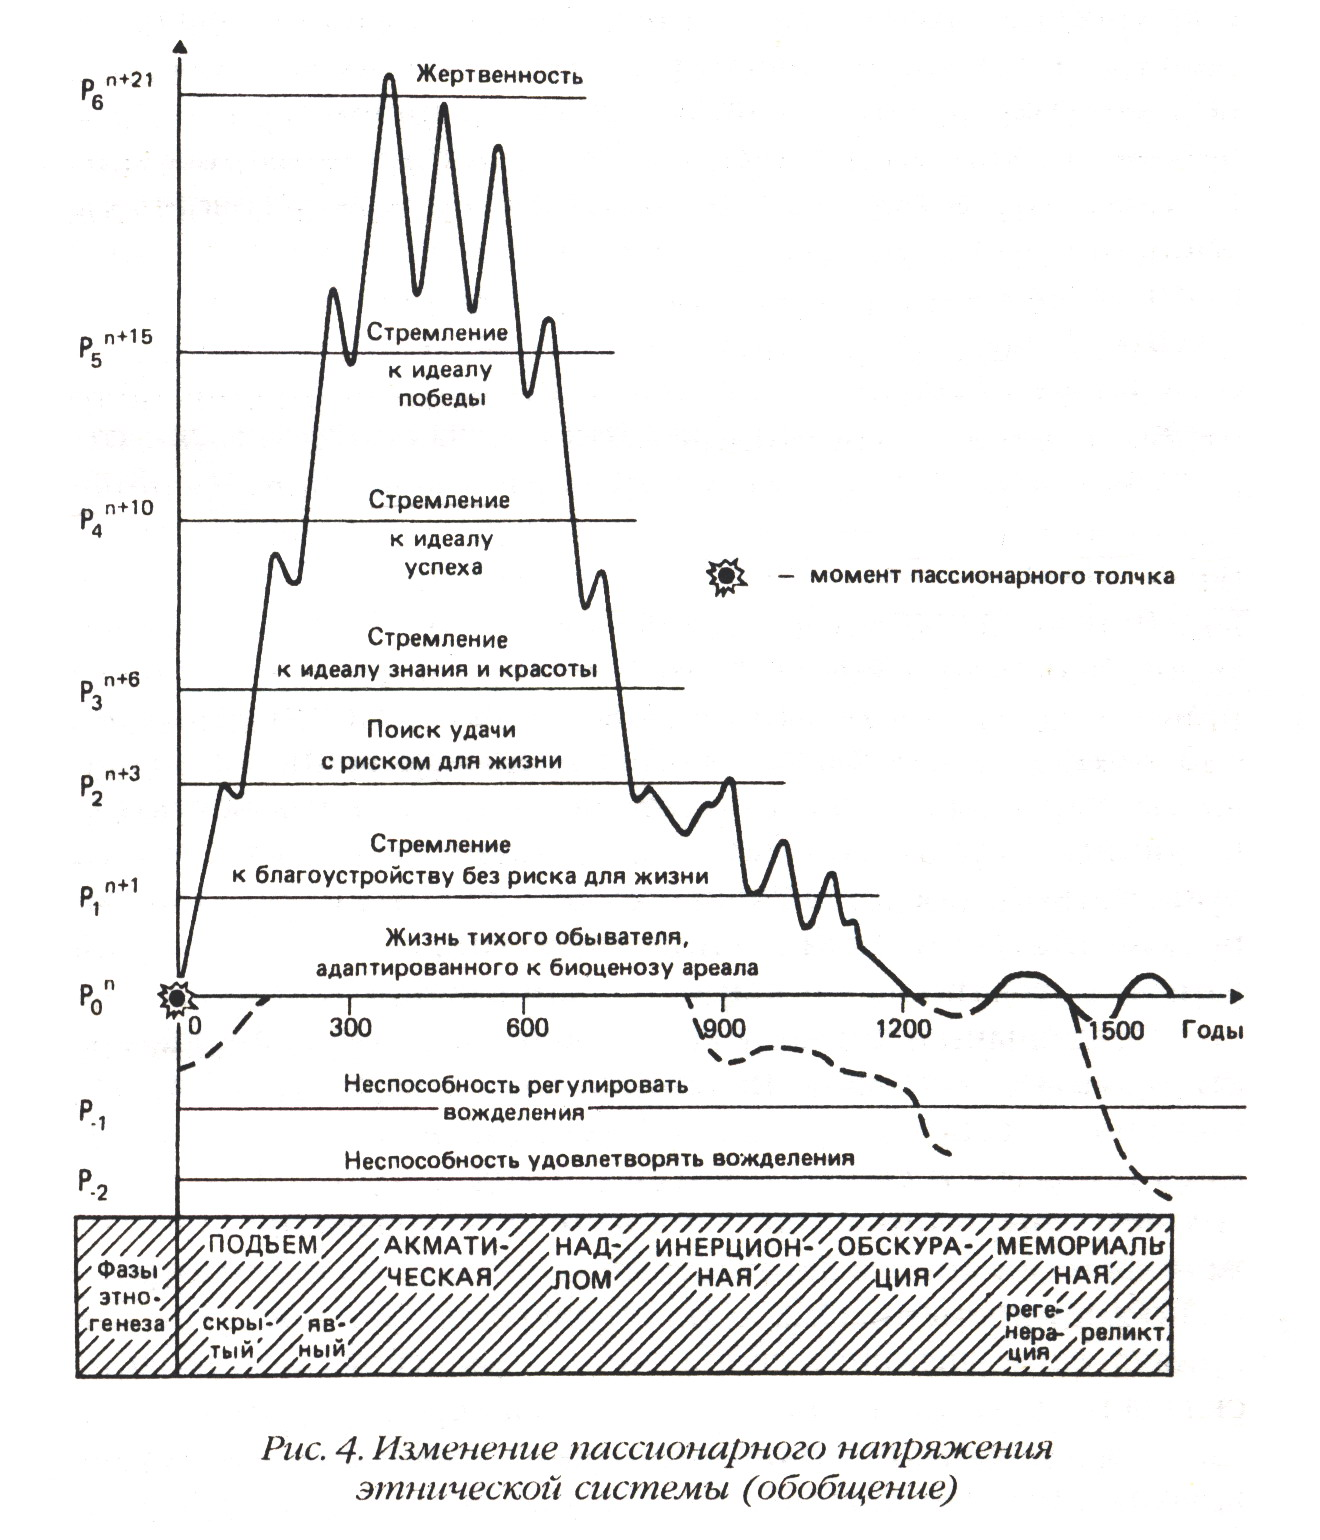 P₆ⁿ⁺²¹
Жертвенность
P₅ⁿ⁺¹⁵
Стремление
к идеалу
победы
P₄ⁿ⁺¹⁰
Стремление
к идеалу
успеха
– момент пассионарного толчка
P₃ⁿ⁺⁶
Стремление
к идеалу знания и красоты
P₂ⁿ⁺³
Поиск удачи
с риском для жизни
P₁ⁿ⁺¹
Стремление
к благоустройству без риска для жизни
Жизнь тихого обывателя,
адаптированного к биоценозу ареала
P₀ⁿ
0 300 600 900 1200 1500 Годы
P₋₁
Неспособность регулировать
вожделения
P₋₂
Неспособность удовлетворять вожделения
Фазы
этно-
генеза
ПОДЪЕМ
скры-
тый
яв-
ный
АКМАТИ-
ЧЕСКАЯ
НАД-
ЛОМ
ИНЕРЦИОН-
НАЯ
ОБСКУРА-
ЦИЯ
МЕМОРИАЛЬ-
НАЯ
реге-
нера-
ция
реликт
Рис. 4. Изменение пассионарного напряжения
этнической системы (обобщение)